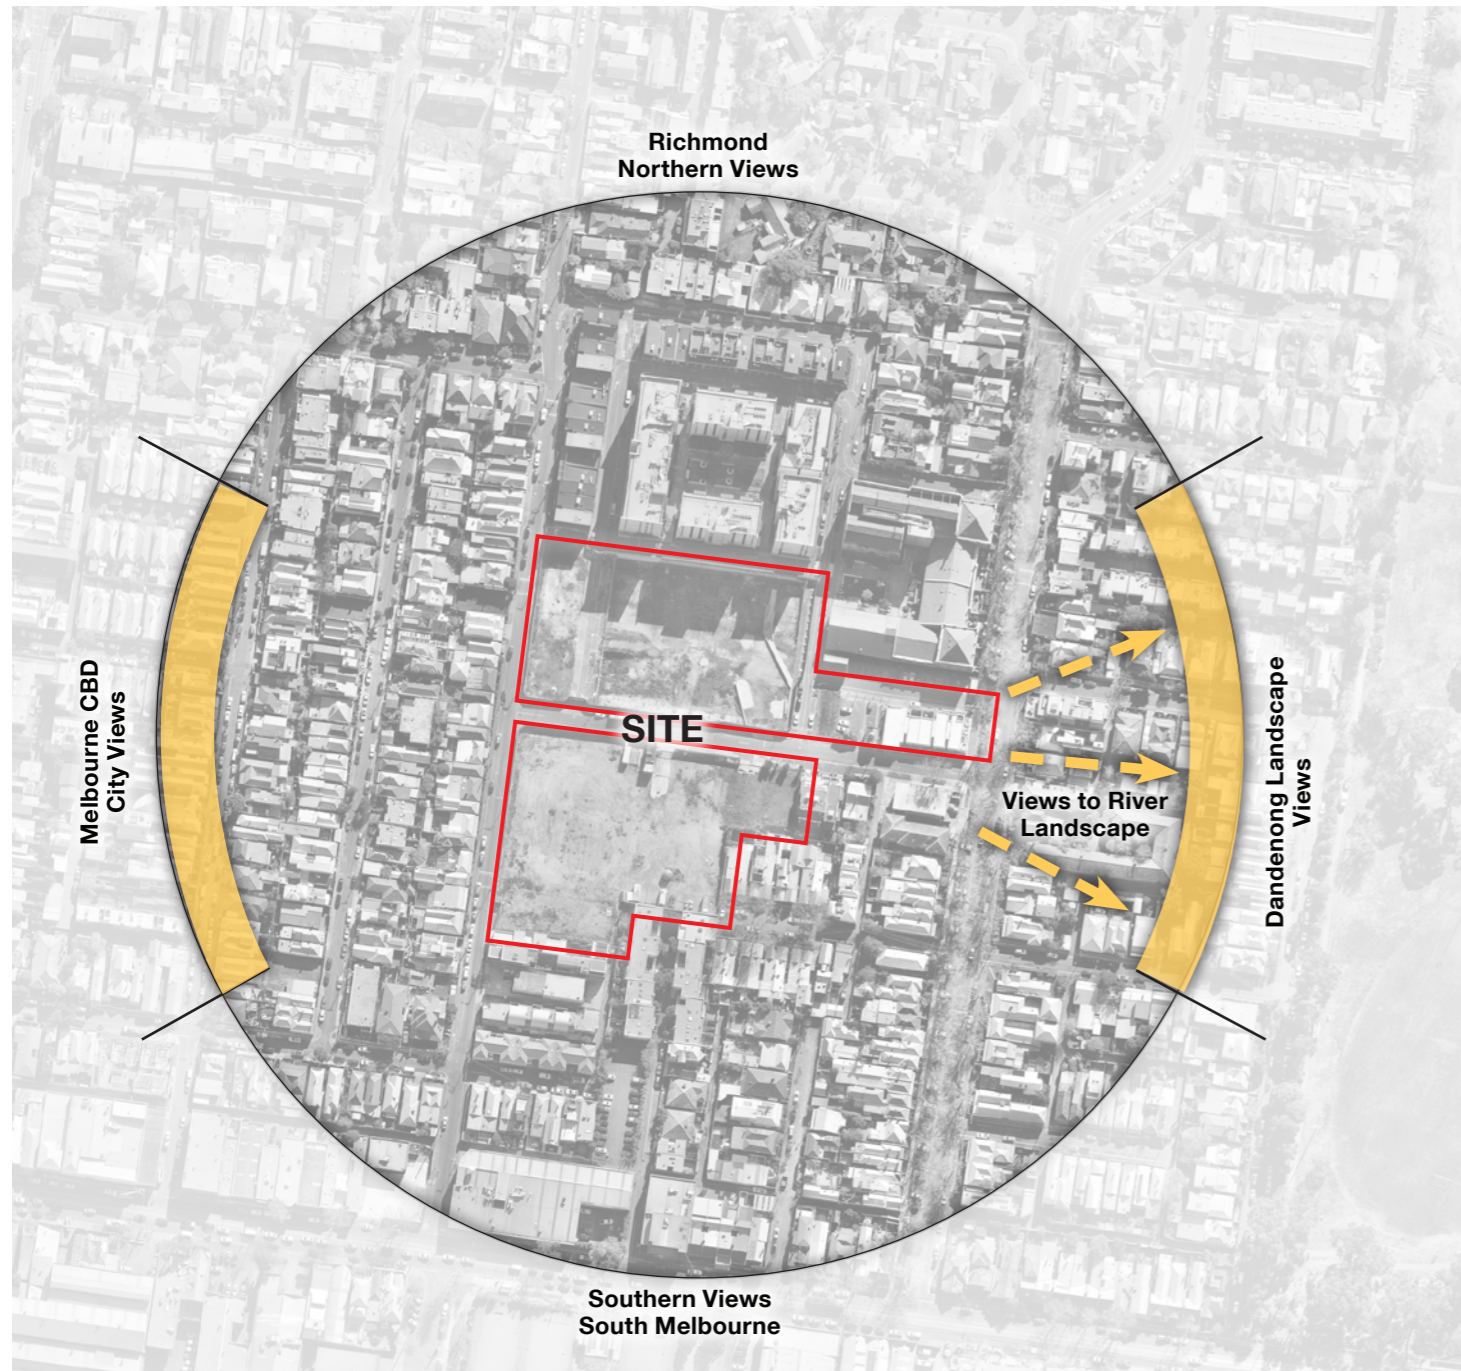 Richmond
Northern Views
Melbourne CBD
City Views
SITE
Views to River
Landscape
Dandenong Landscape
Views
Southern Views
South Melbourne